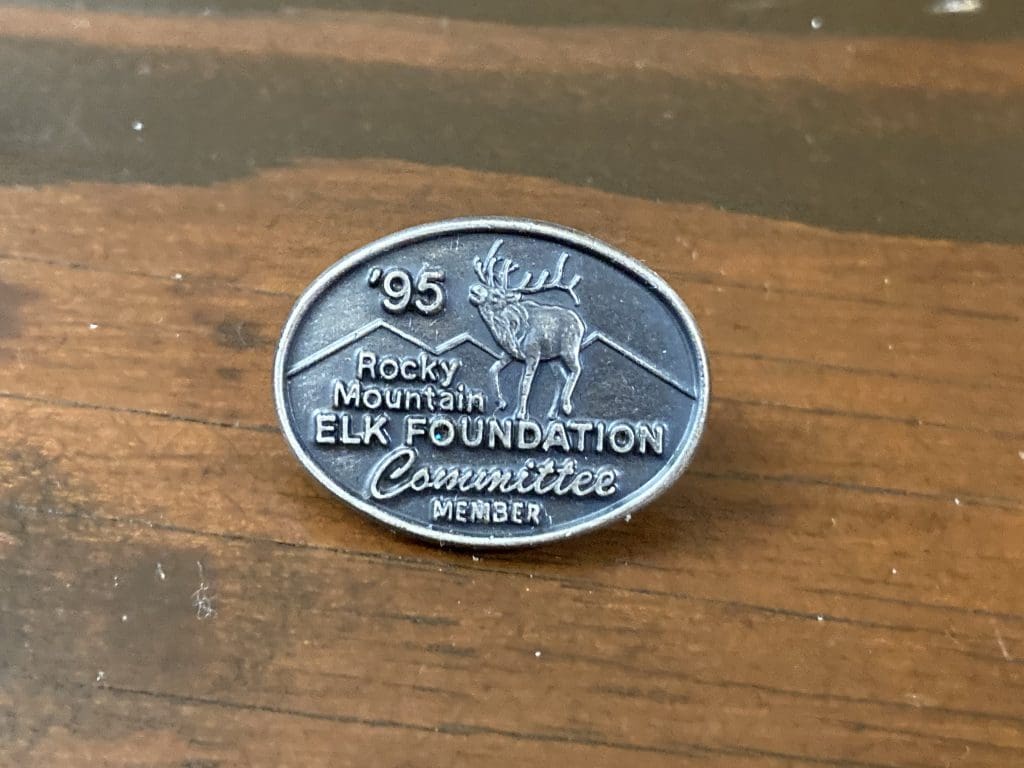 '95
Rocky
Mountain
ELK FOUNDATION
Committee
MEMBER